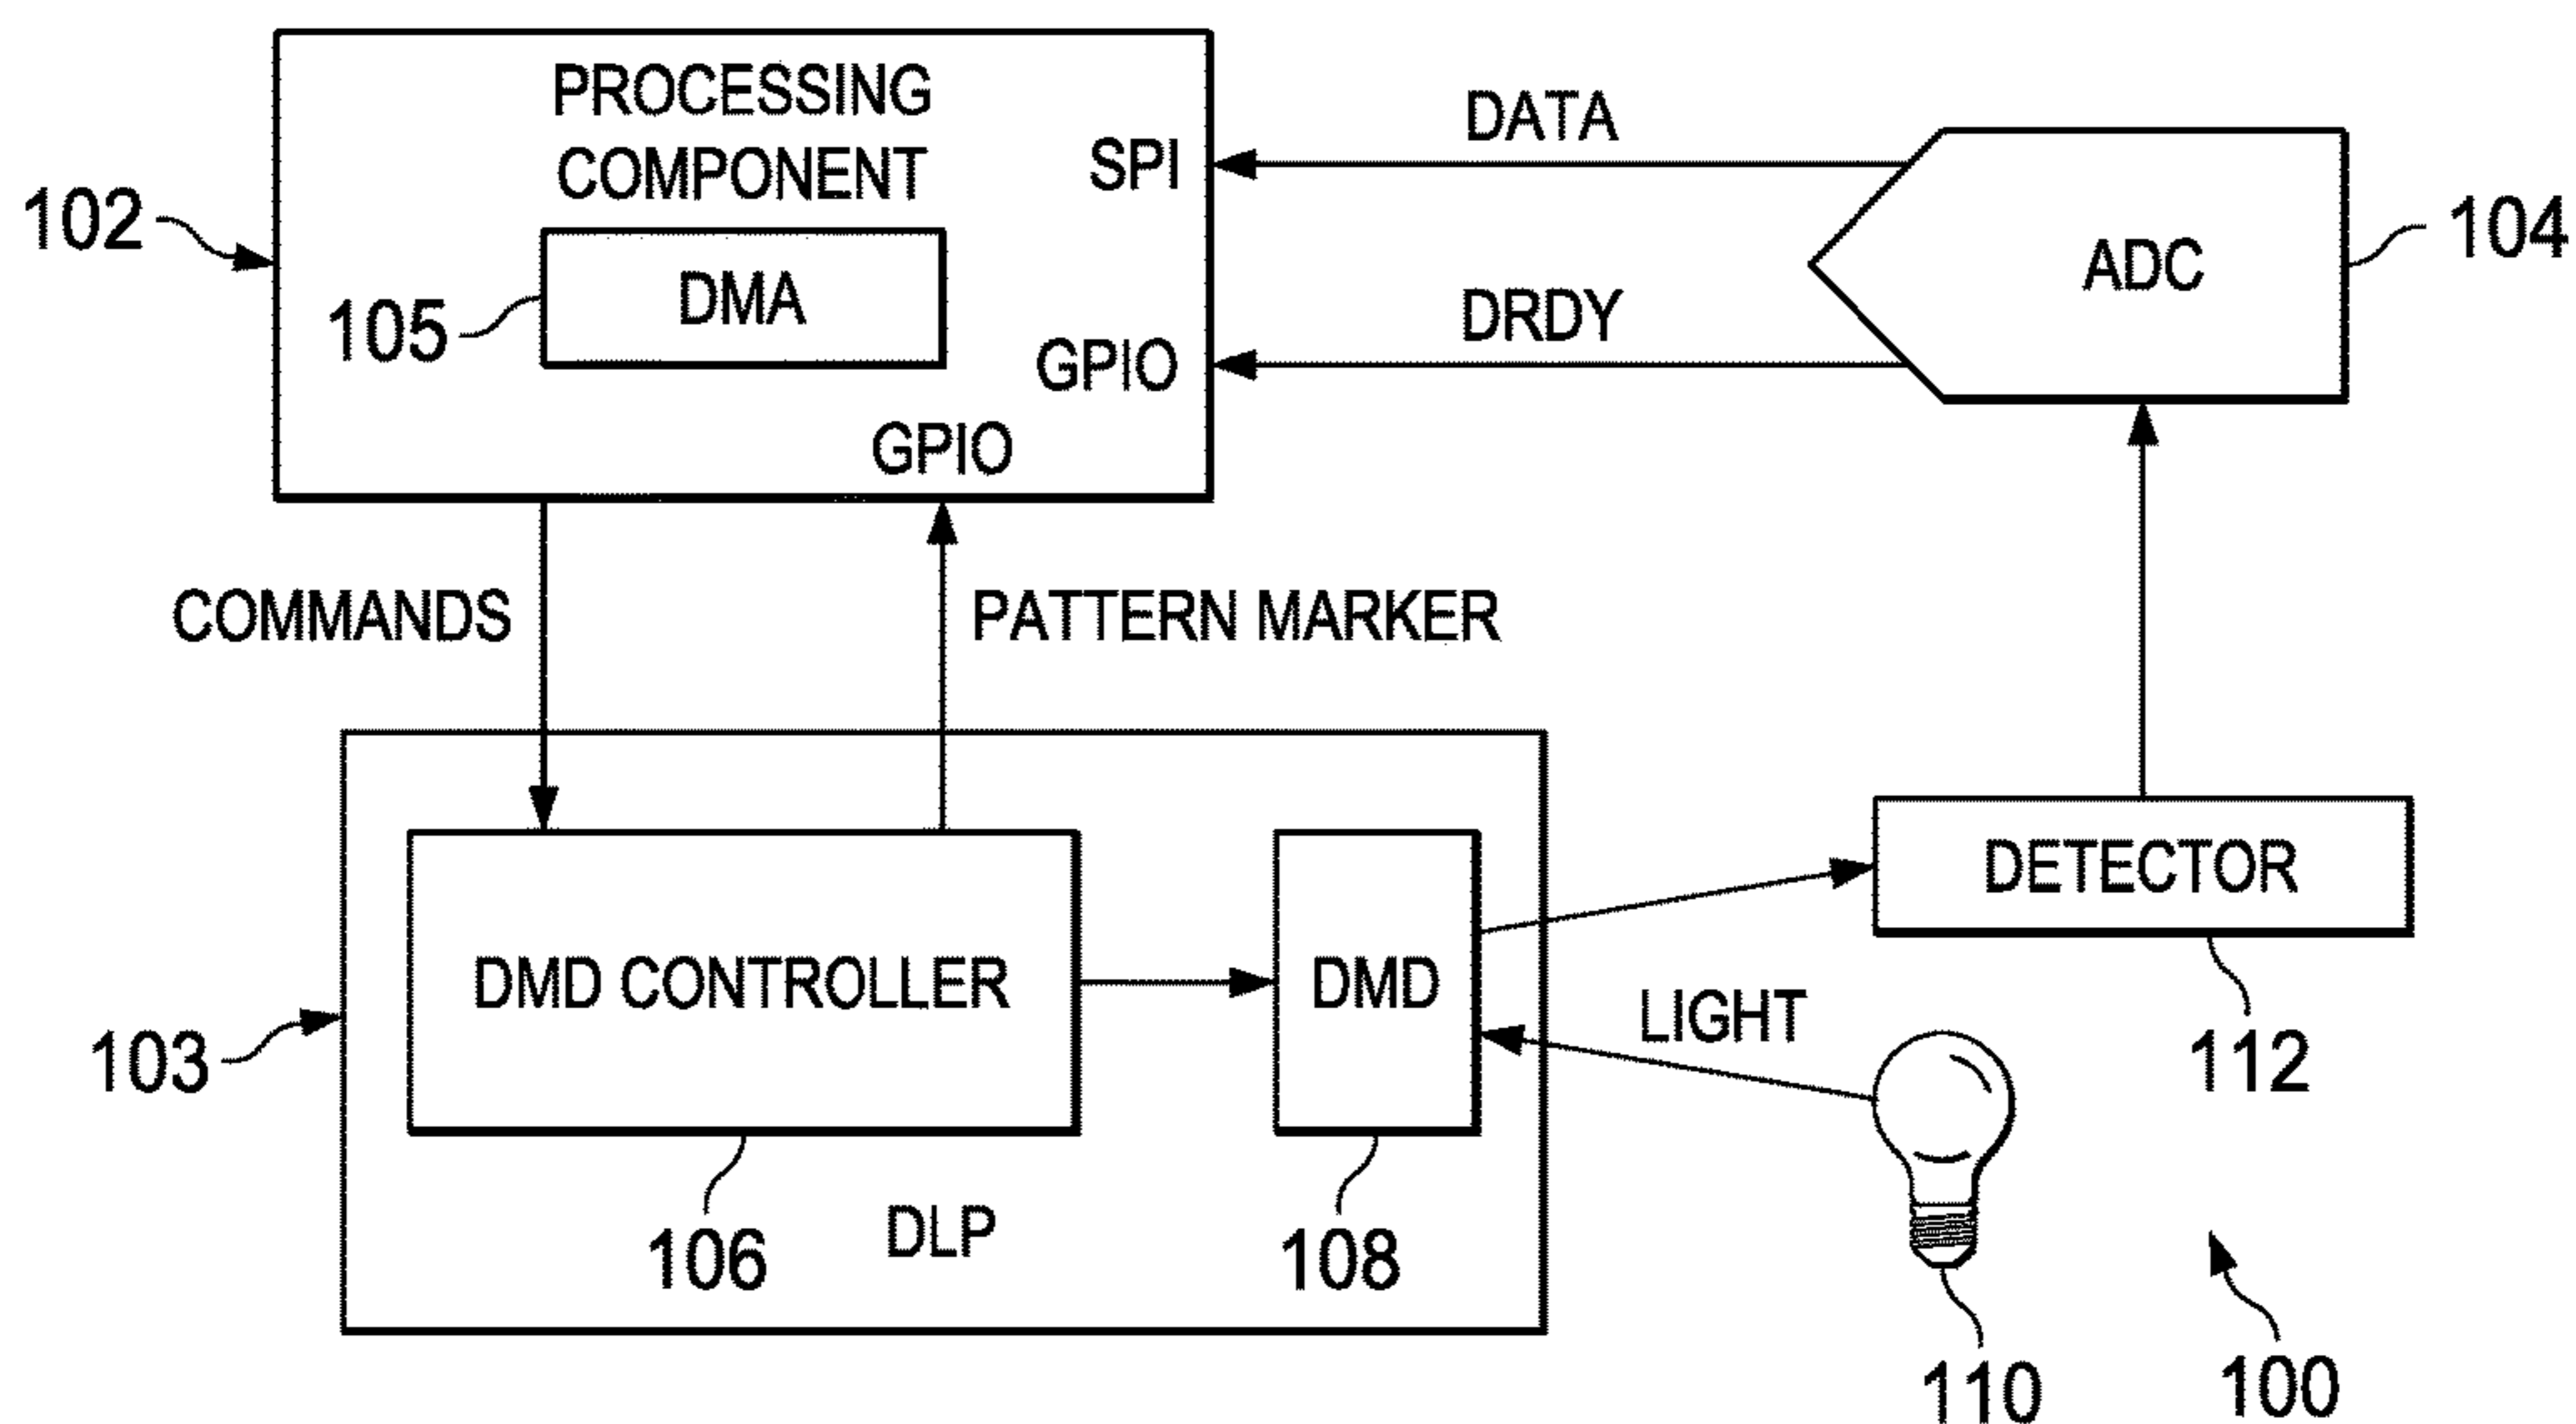 PROCESSING
COMPONENT
SPI
DATA
102
105
DMA
GPIO
DRDY
ADC
104
GPIO
COMMANDS
PATTERN MARKER
DETECTOR
112
103
DMD CONTROLLER
DMD
LIGHT
106
DLP
108
110
100